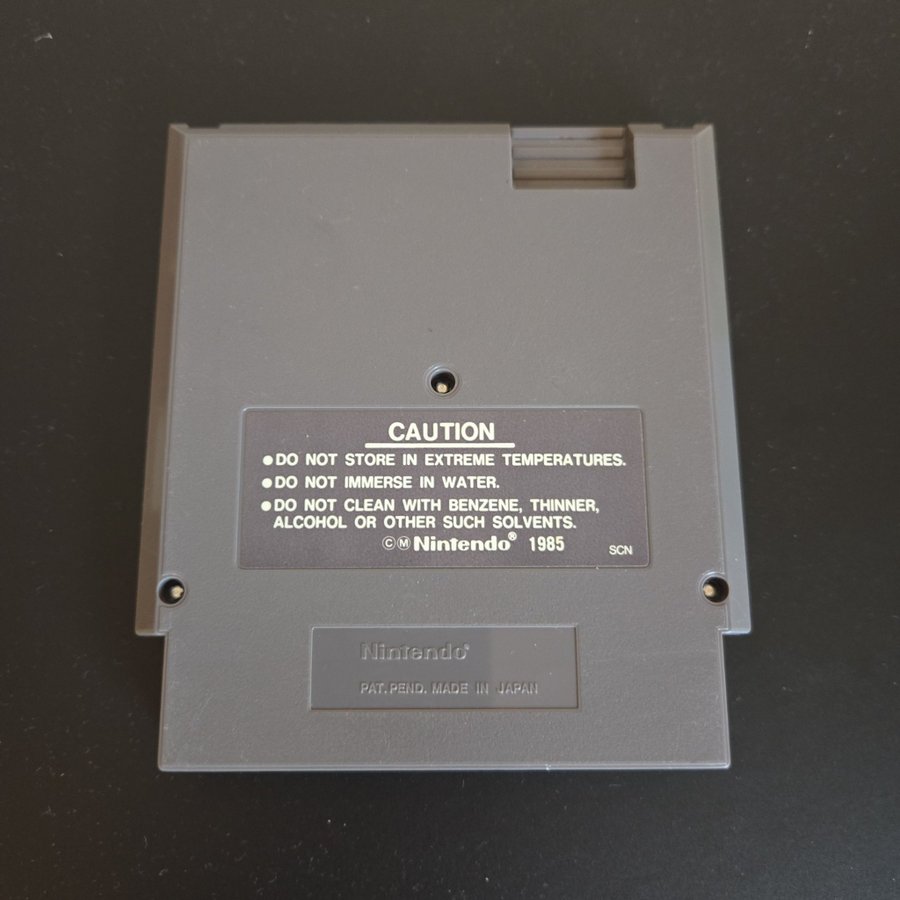 CAUTION
●DO NOT STORE IN EXTREME TEMPERATURES.
●DO NOT IMMERSE IN WATER.
●DO NOT CLEAN WITH BENZENE, THINNER,
ALCOHOL OR OTHER SUCH SOLVENTS.
©Ⓜ Nintendo® 1985 SCN
Nintendo®
PAT. PEND. MADE IN JAPAN